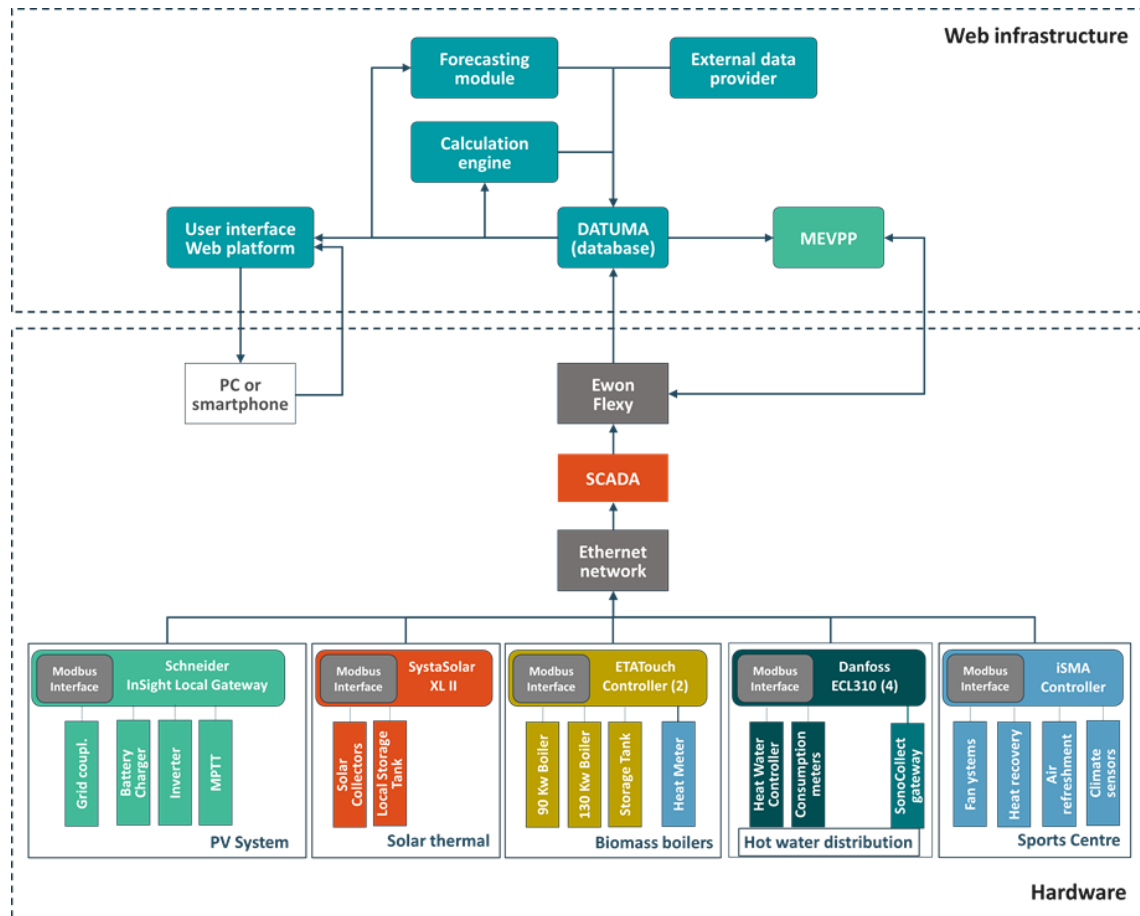 Web infrastructure
Forecasting
module
External data
provider
Calculation
engine
User interface
Web platform
DATUMA
(database)
MEVPP
PC or
smartphone
Ewon
Flexy
SCADA
Ethernet
network
Modbus
Interface
Schneider
InSight Local Gateway
Grid coupl.
Battery
Charger
Inverter
MPTT
PV System
Modbus
Interface
SystaSolar
XL II
Solar
Collectors
Local Storage
Tank
Solar thermal
Modbus
Interface
ETATouch
Controller (2)
90 Kw Boiler
130 Kw Boiler
Storage Tank
Heat Meter
Biomass boilers
Modbus
Interface
Danfoss
ECL310 (4)
Heat Water
Controller
Consumption
meters
SonoCollect
gateway
Hot water distribution
Modbus
Interface
iSMA
Controller
Fan ystems
Heat recovery
Air
refreshment
Climate
sensors
Sports Centre
Hardware